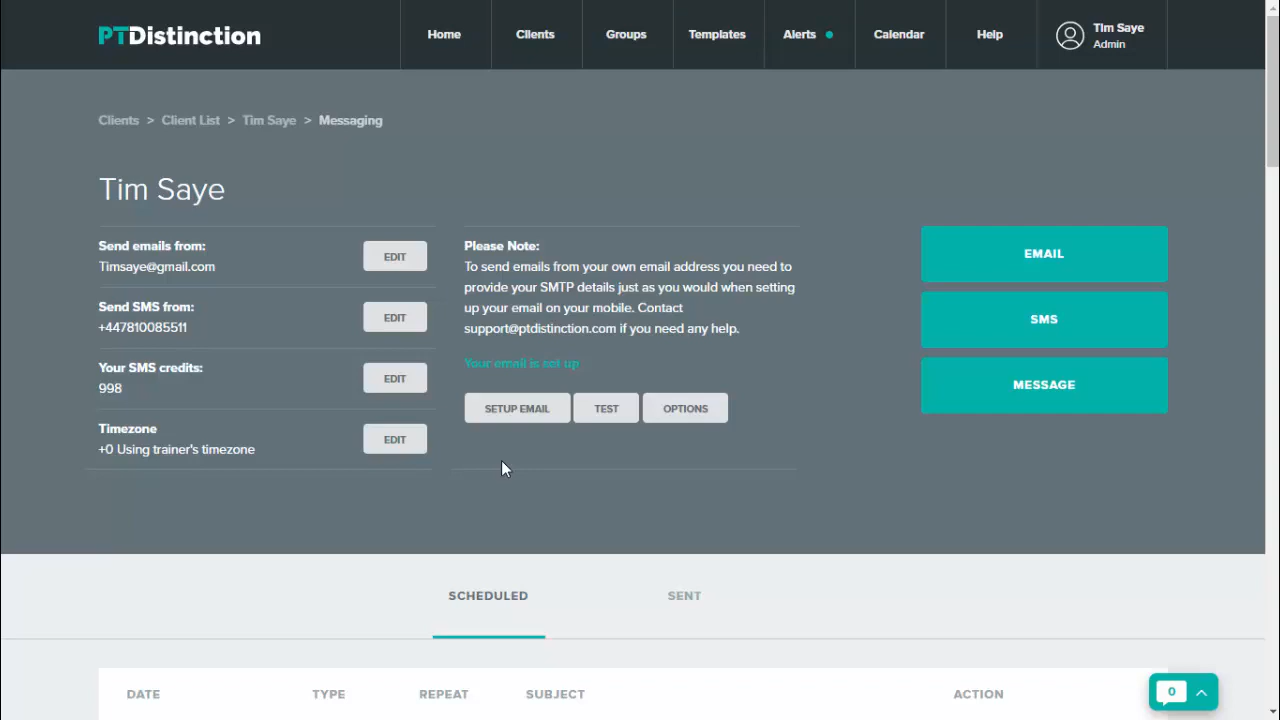 PTDistinction
Home
Clients
Groups
Templates
Alerts
Calendar
Help
Tim Saye
Admin
Clients > Client List > Tim Saye > Messaging
Tim Saye
Send emails from:
Timsaye@gmail.com
EDIT
Send SMS from:
+447810085511
EDIT
Your SMS credits:
998
EDIT
Timezone
+0 Using trainer's timezone
EDIT
Please Note:
To send emails from your own email address you need to
provide your SMTP details just as you would when setting
up your email on your mobile. Contact
support@ptdistinction.com if you need any help.
Your email is set up
SETUP EMAIL
TEST
OPTIONS
EMAIL
SMS
MESSAGE
SCHEDULED
SENT
DATE
TYPE
REPEAT
SUBJECT
ACTION
0